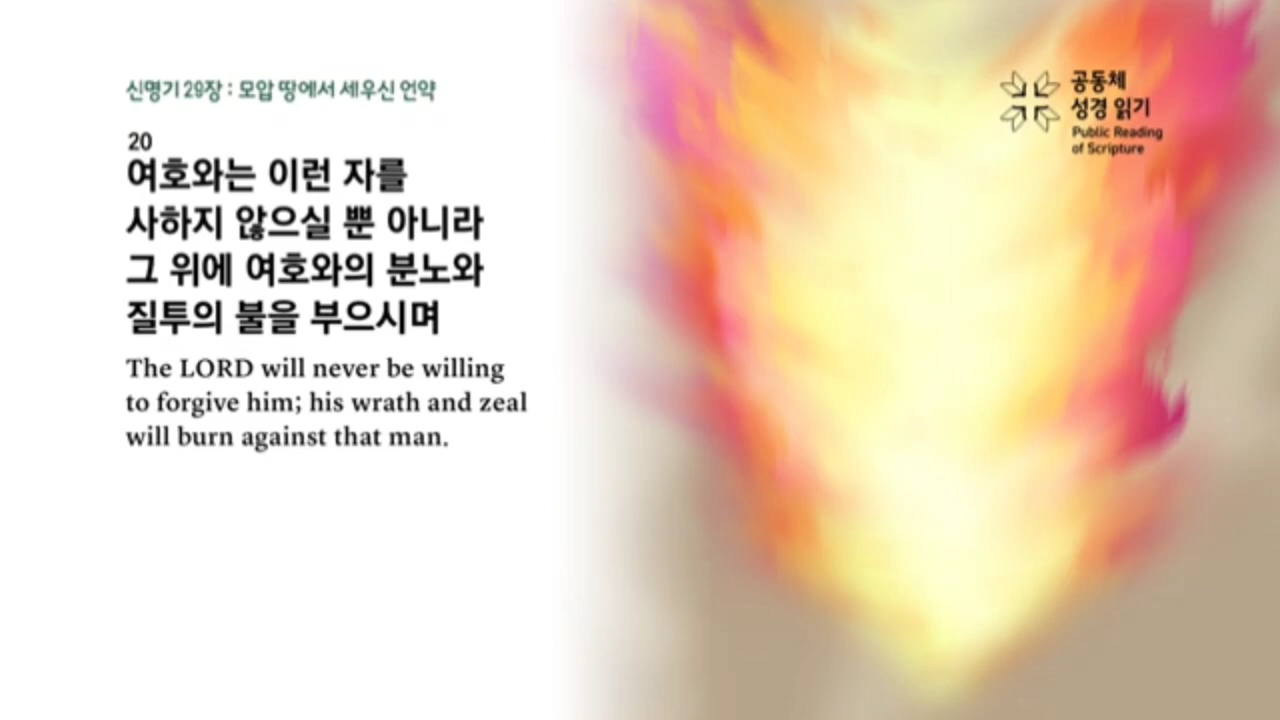 신명기 29장 : 모압 땅에서 세우신 언약
20
여호와는 이런 자를
사하지 않으실 뿐 아니라
그 위에 여호와의 분노와
질투의 불을 부으시며
The LORD will never be willing
to forgive him; his wrath and zeal
will burn against that man.
공동체
성경 읽기
Public Reading
of Scripture